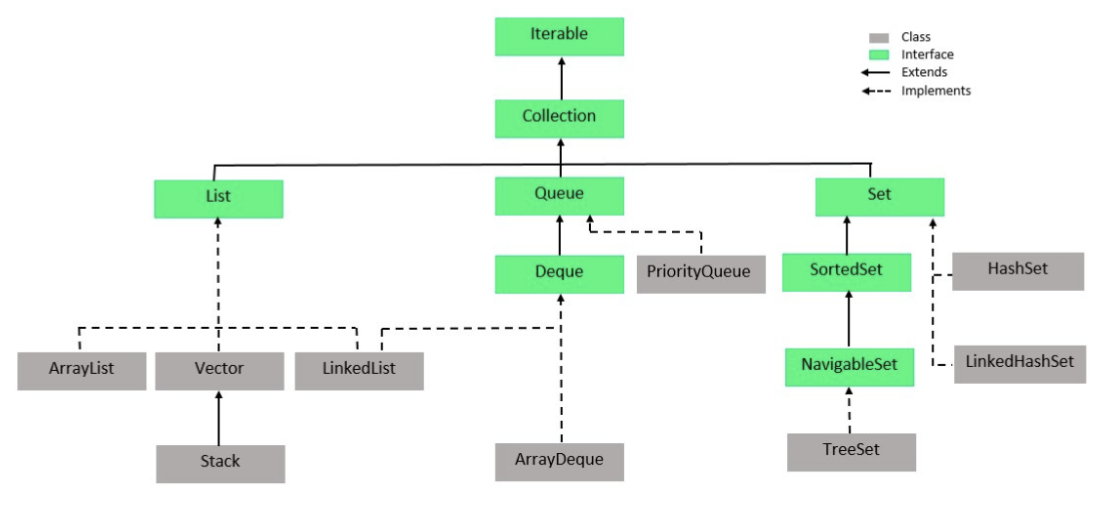 Iterable
Class
Interface
Extends
Implements
Collection
List
Queue
Set
Deque
PriorityQueue
SortedSet
HashSet
ArrayList
Vector
LinkedList
NavigableSet
LinkedHashSet
Stack
ArrayDeque
TreeSet